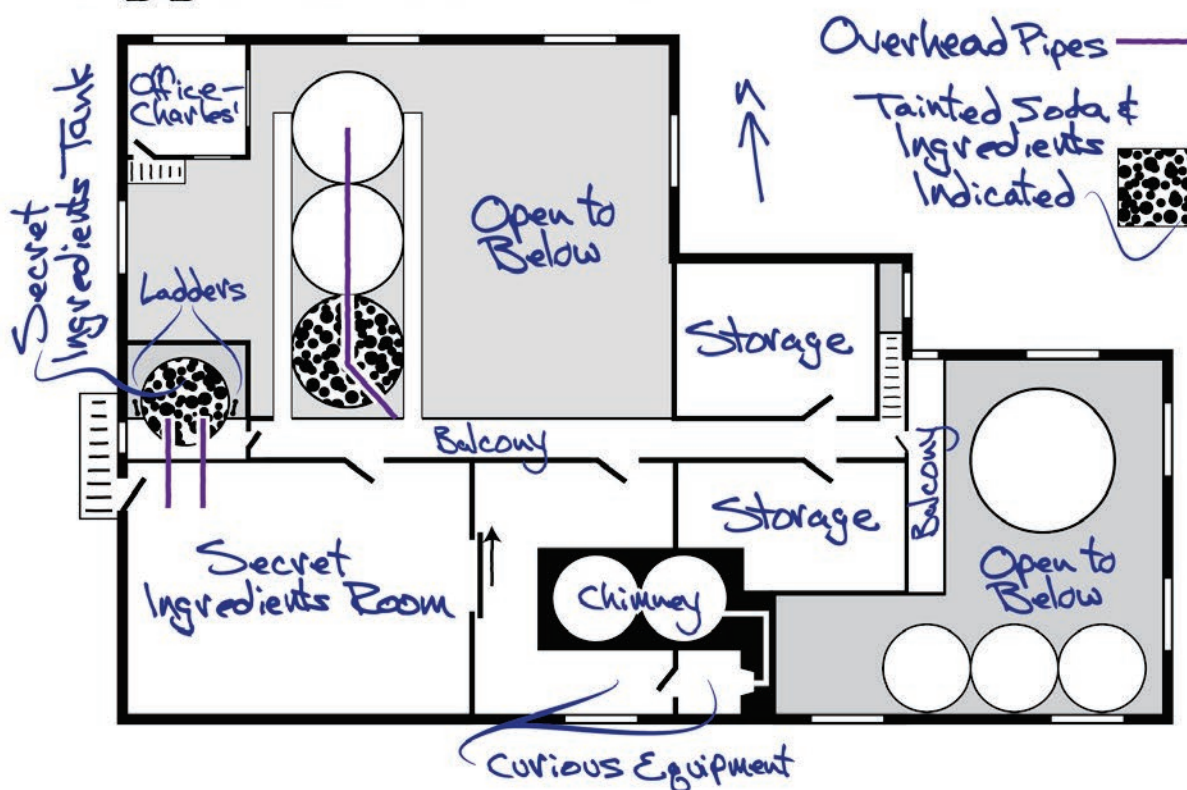 Overhead Pipes
Tainted Soda &
Ingredients
Indicated
N
Office-
Charles'
Secret
Ingredients Tank
Ladders
Open to
Below
Storage
Balcony
Storage
Balcony
Secret
Ingredients Room
Chimney
Open to
Below
Curious Equipment